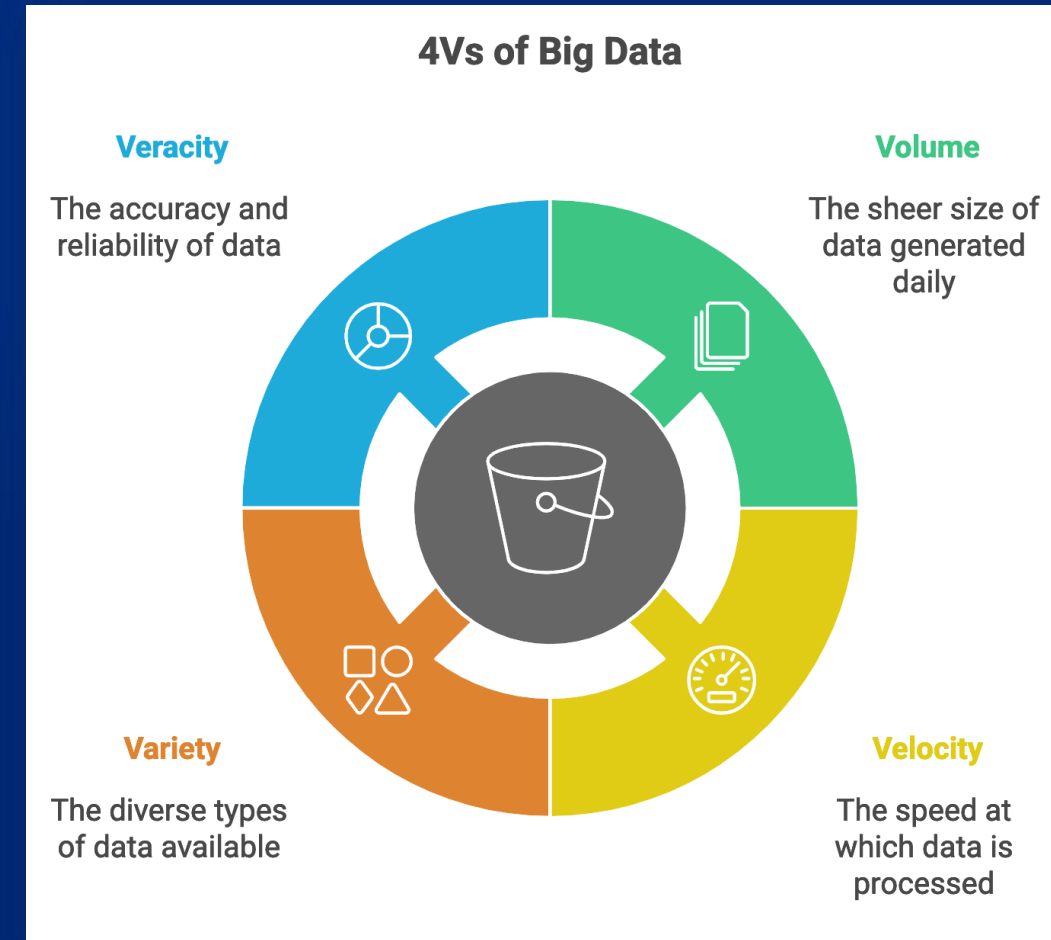 4Vs of Big Data
Veracity
The accuracy and
reliability of data
Volume
The sheer size of
data generated
daily
Variety
The diverse types
of data available
Velocity
The speed at
which data is
processed